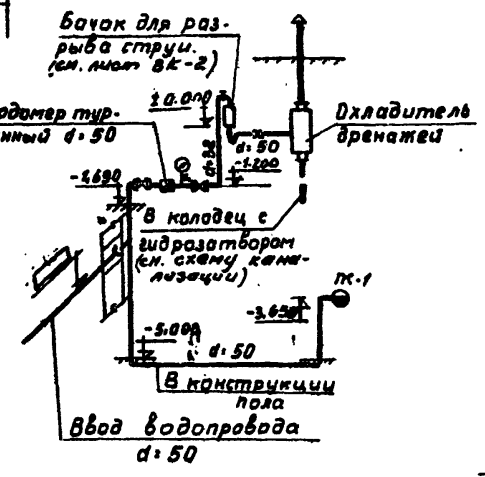 Бачок для раз-
рыва струи.
(см. лист ВК-2)
±0.000
одомер тур-
нный d=50
Охладитель
дренажей
d=50
d=32
-1.200
-1,690
В колодец с
гидрозатвором
(см. схему кана-
лизации)
ПК-1
-3.650
-5.000
d=50
В конструкции
пола
Ввод водопровода
d=50